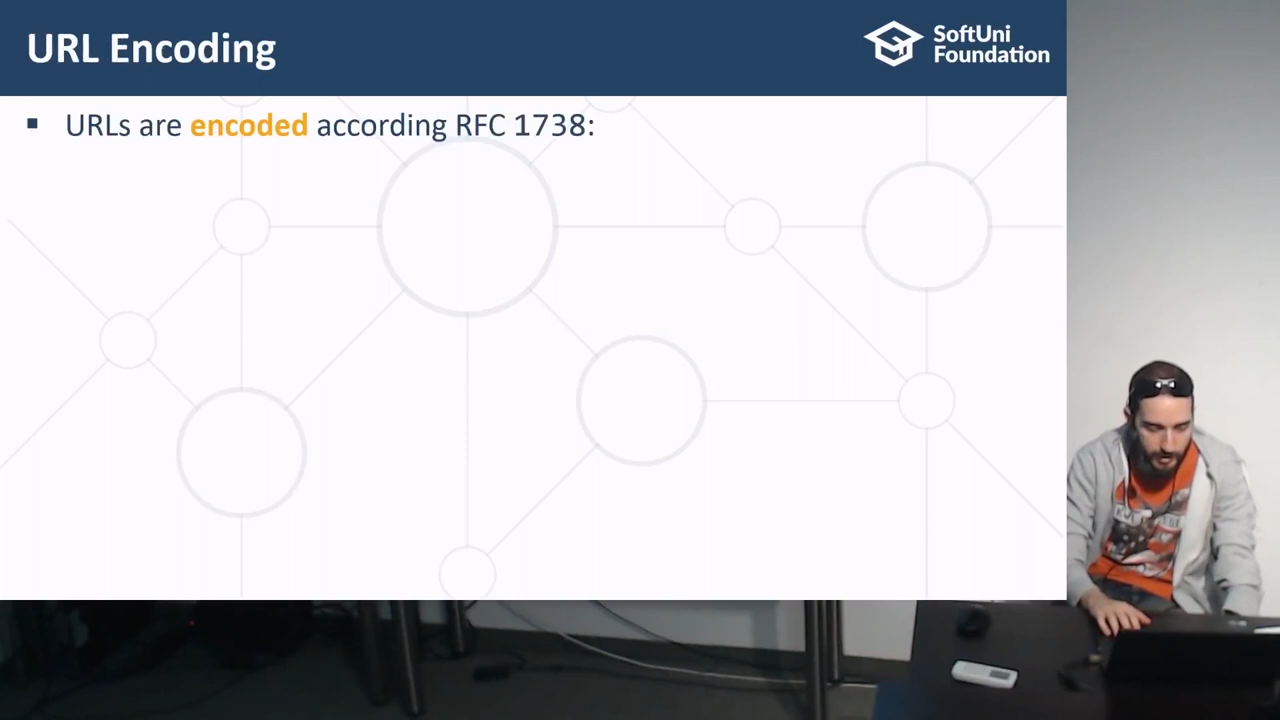 URL Encoding
SoftUni
Foundation
▪ URLs are encoded according RFC 1738: